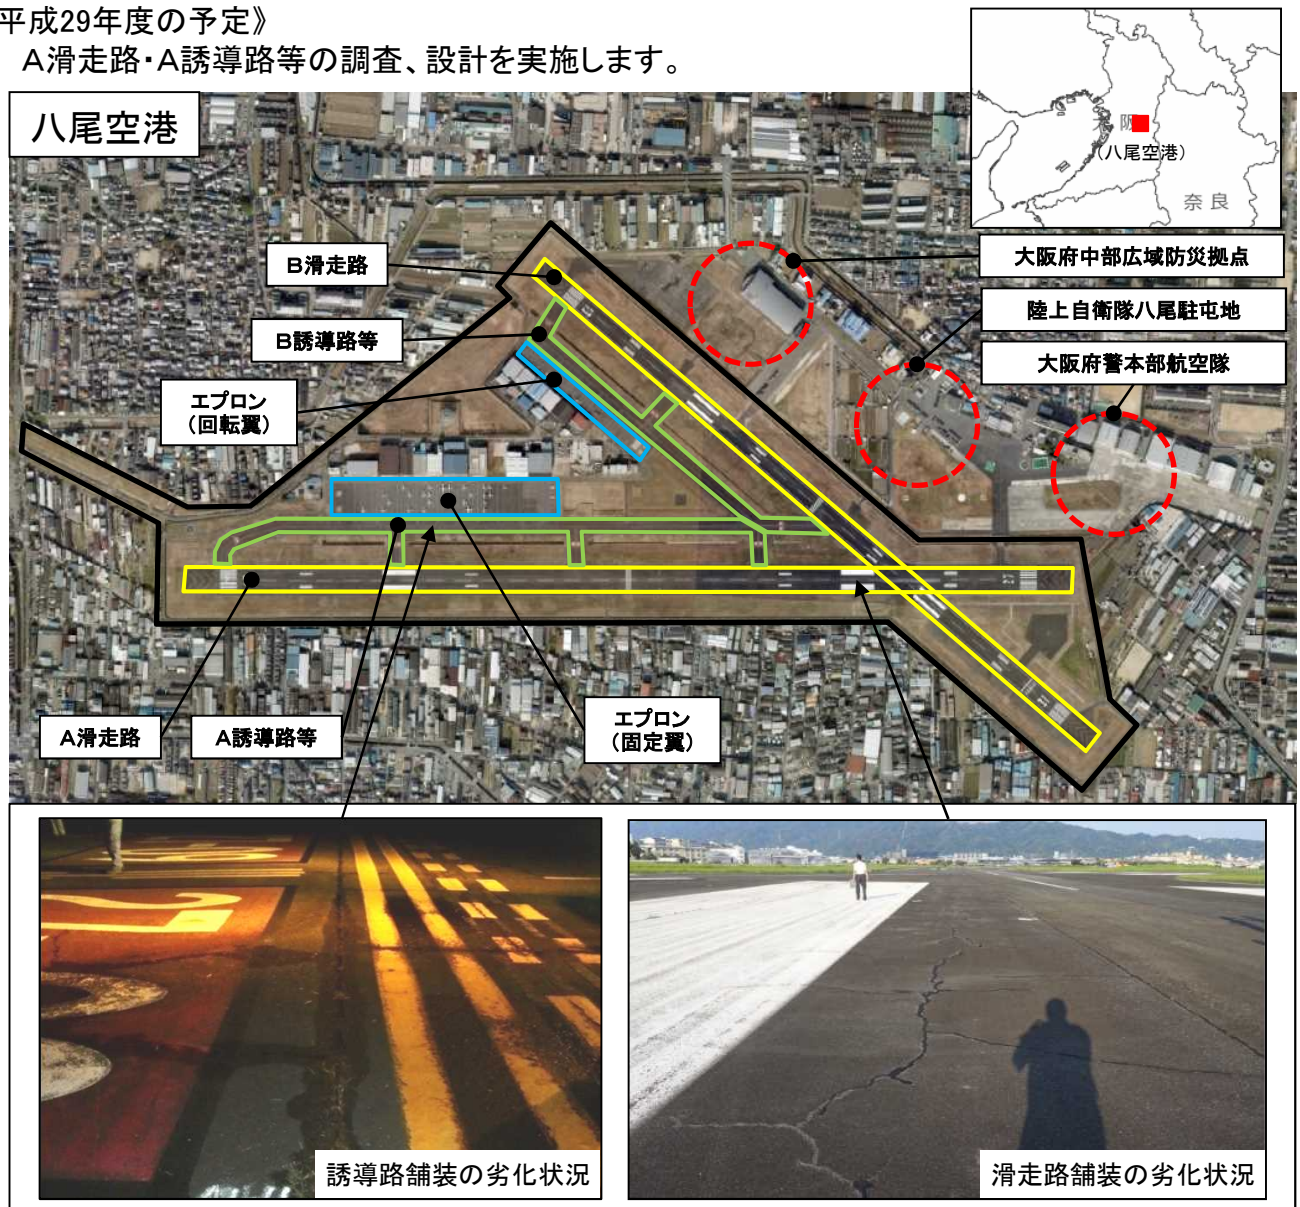 平成29年度の予定》
A滑走路・A誘導路等の調査、設計を実施します。
八尾空港
大阪
(八尾空港)
奈良
B滑走路
大阪府中部広域防災拠点
B誘導路等
陸上自衛隊八尾駐屯地
大阪府警本部航空隊
エプロン
(回転翼)
A滑走路
A誘導路等
エプロン
(固定翼)
誘導路舗装の劣化状況
滑走路舗装の劣化状況